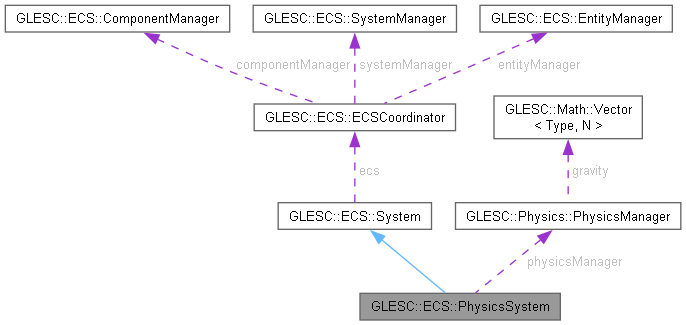 GLESC::ECS::ComponentManager
GLESC::ECS::SystemManager
GLESC::ECS::EntityManager
componentManager
systemManager
entityManager
GLESC::ECS::ECSCoordinator
GLESC::Math::Vector
< Type, N >
ecs
gravity
GLESC::ECS::System
GLESC::Physics::PhysicsManager
physicsManager
GLESC::ECS::PhysicsSystem